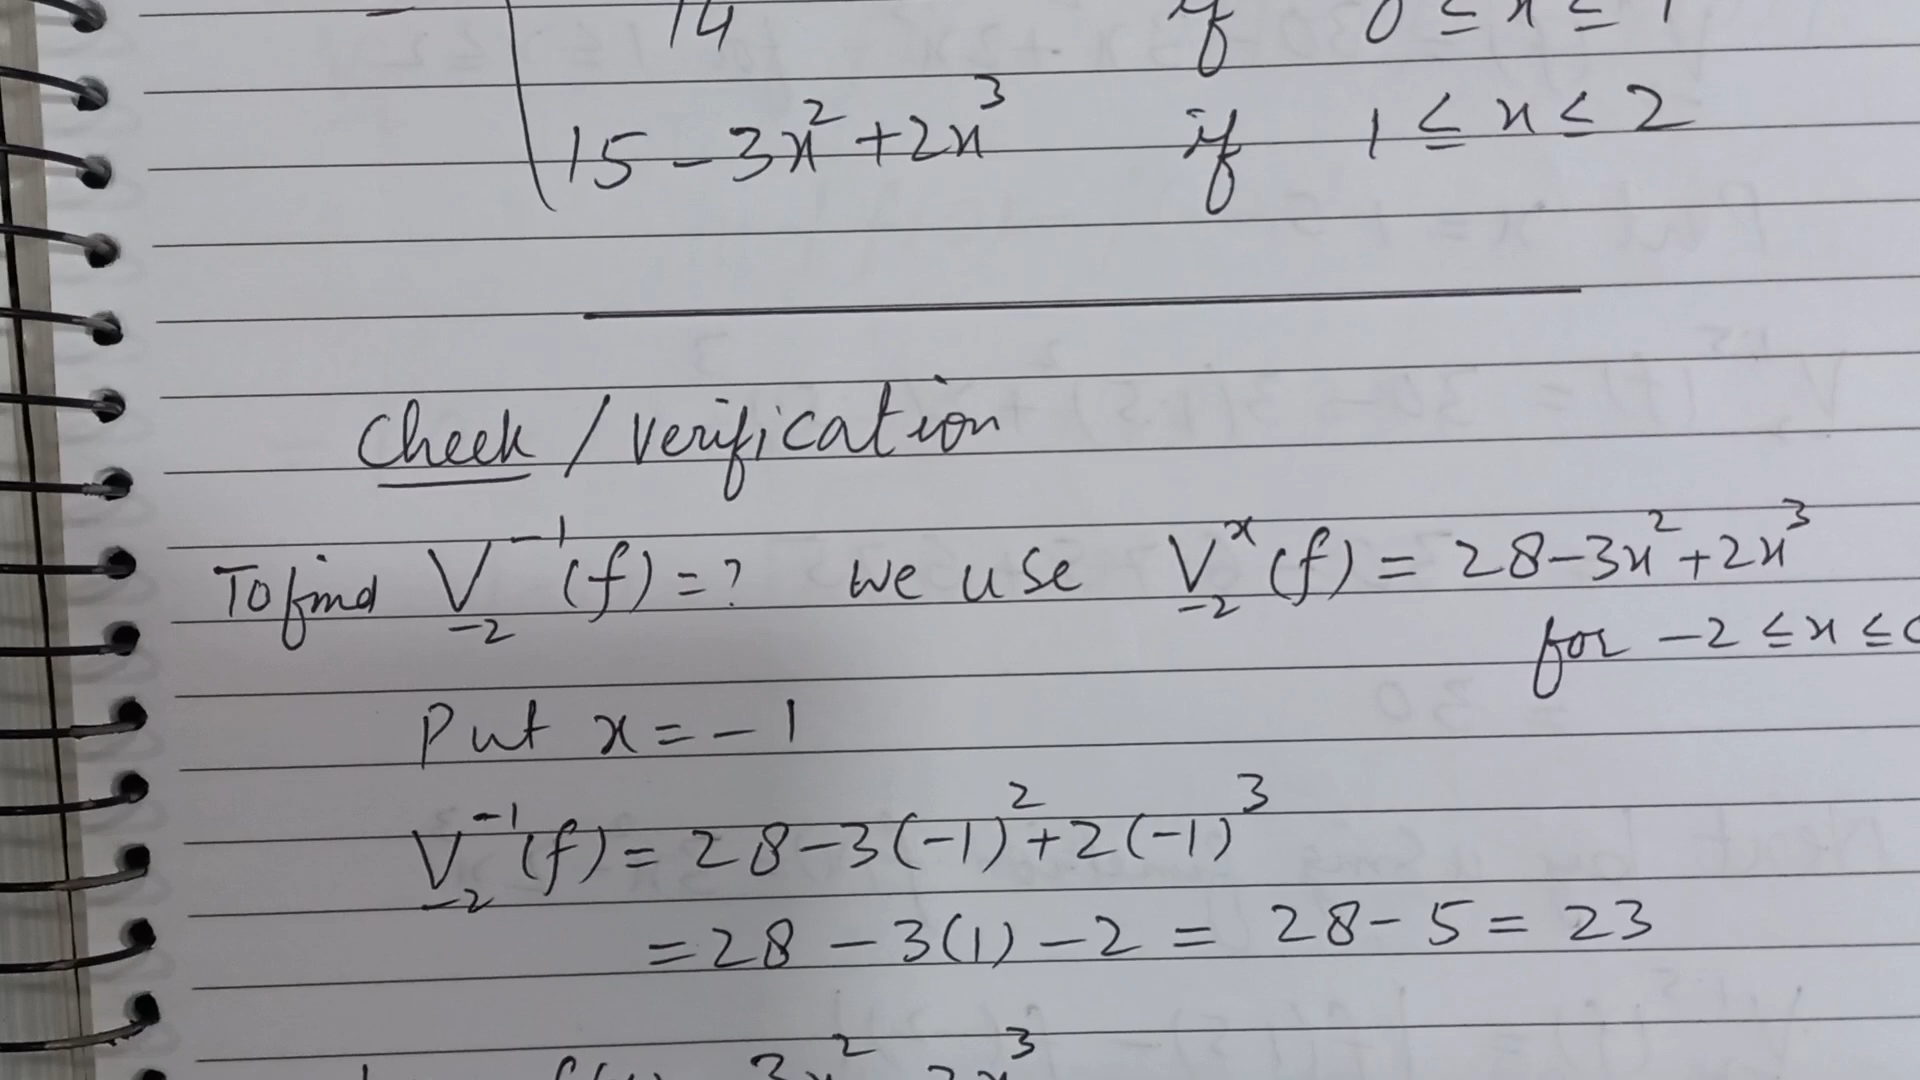 14 if 0 ≤ x ≤ 1
15 - 3x² + 2x³ if 1 ≤ x ≤ 2
Check / Verification
To find V₋₂⁻¹(f) = ? we use V₋₂ˣ(f) = 28 - 3x² + 2x³
for -2 ≤ x ≤
Put x = -1
V₋₂⁻¹(f) = 28 - 3(-1)² + 2(-1)³
= 28 - 3(1) - 2 = 28 - 5 = 23